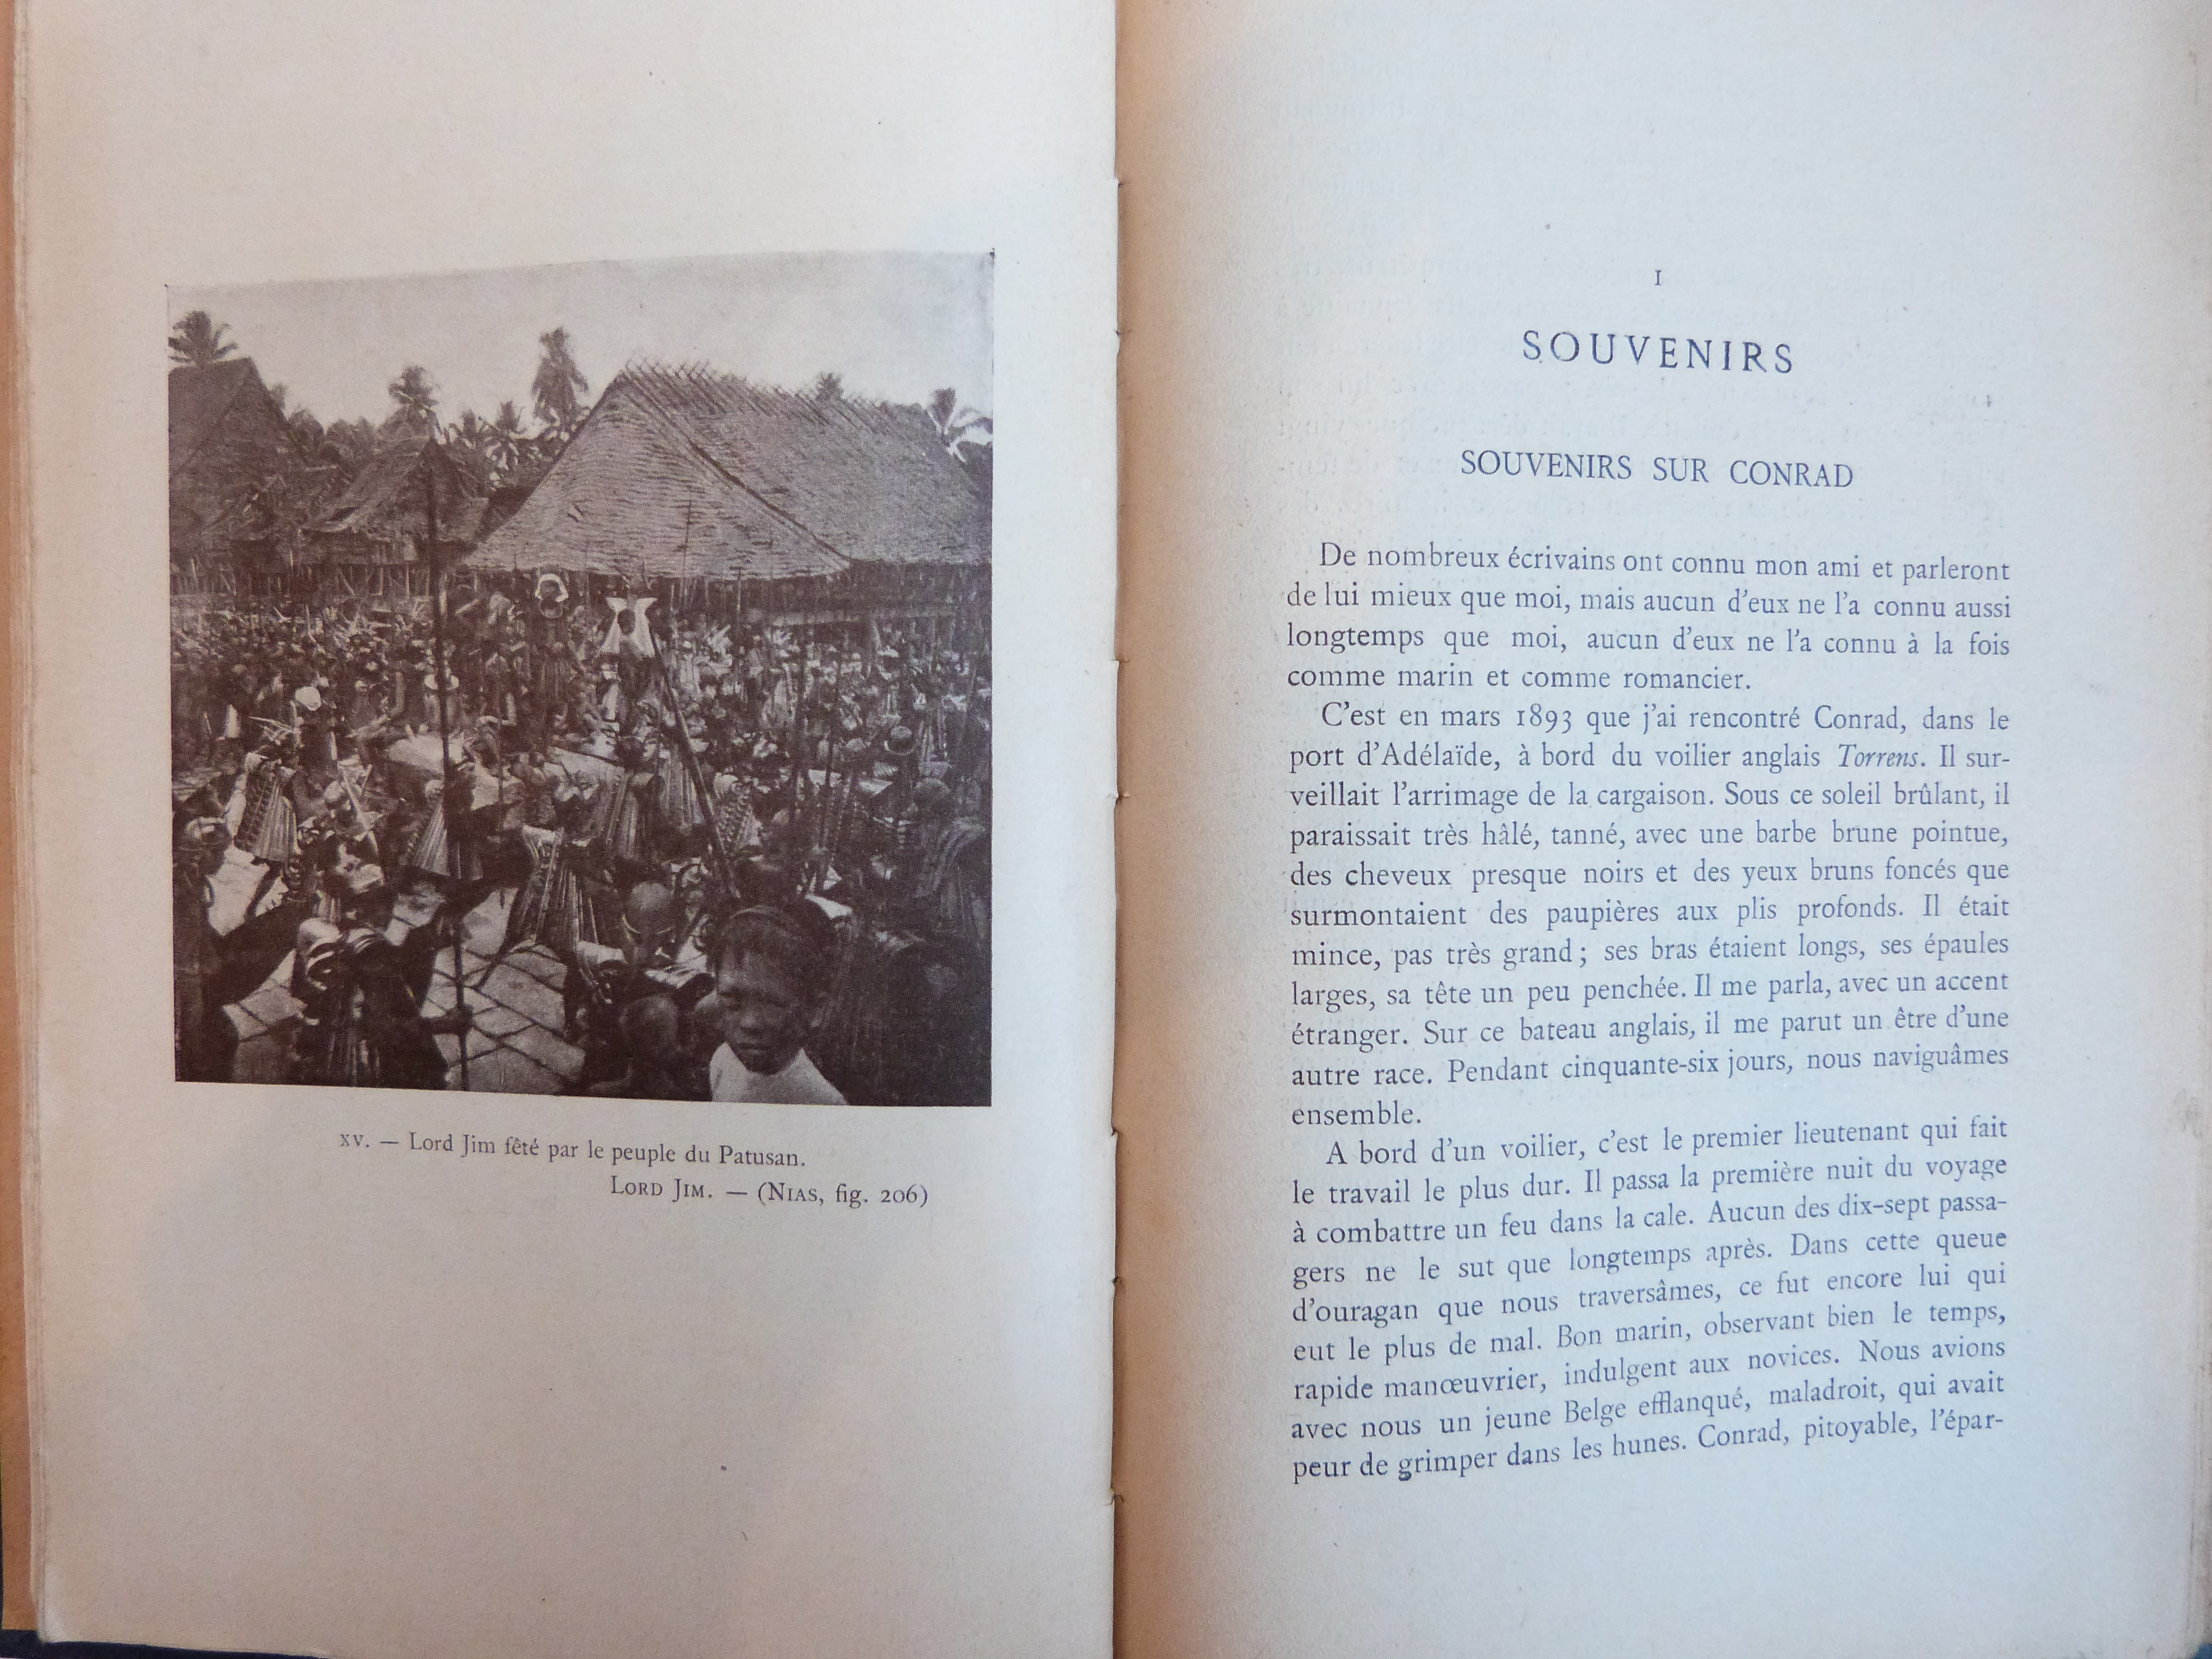 XV. — Lord Jim fêté par le peuple du Patusan.
LORD JIM. — (NIAS, fig. 206)
I
SOUVENIRS
SOUVENIRS SUR CONRAD
De nombreux écrivains ont connu mon ami et parleront
de lui mieux que moi, mais aucun d'eux ne l'a connu aussi
longtemps que moi, aucun d'eux ne l'a connu à la fois
comme marin et comme romancier.
C'est en mars 1893 que j'ai rencontré Conrad, dans le
port d'Adélaïde, à bord du voilier anglais Torrens. Il sur-
veillait l'arrimage de la cargaison. Sous ce soleil brûlant, il
paraissait très hâlé, tanné, avec une barbe brune pointue,
des cheveux presque noirs et des yeux bruns foncés que
surmontaient des paupières aux plis profonds. Il était
mince, pas très grand ; ses bras étaient longs, ses épaules
larges, sa tête un peu penchée. Il me parla, avec un accent
étranger. Sur ce bateau anglais, il me parut un être d'une
autre race. Pendant cinquante-six jours, nous naviguâmes
ensemble.
A bord d'un voilier, c'est le premier lieutenant qui fait
le travail le plus dur. Il passa la première nuit du voyage
à combattre un feu dans la cale. Aucun des dix-sept passa-
gers ne le sut que longtemps après. Dans cette queue
d'ouragan que nous traversâmes, ce fut encore lui qui
eut le plus de mal. Bon marin, observant bien le temps,
rapide manœuvrier, indulgent aux novices. Nous avions
avec nous un jeune Belge efflanqué, maladroit, qui avait
peur de grimper dans les hunes. Conrad, pitoyable, l'épar-